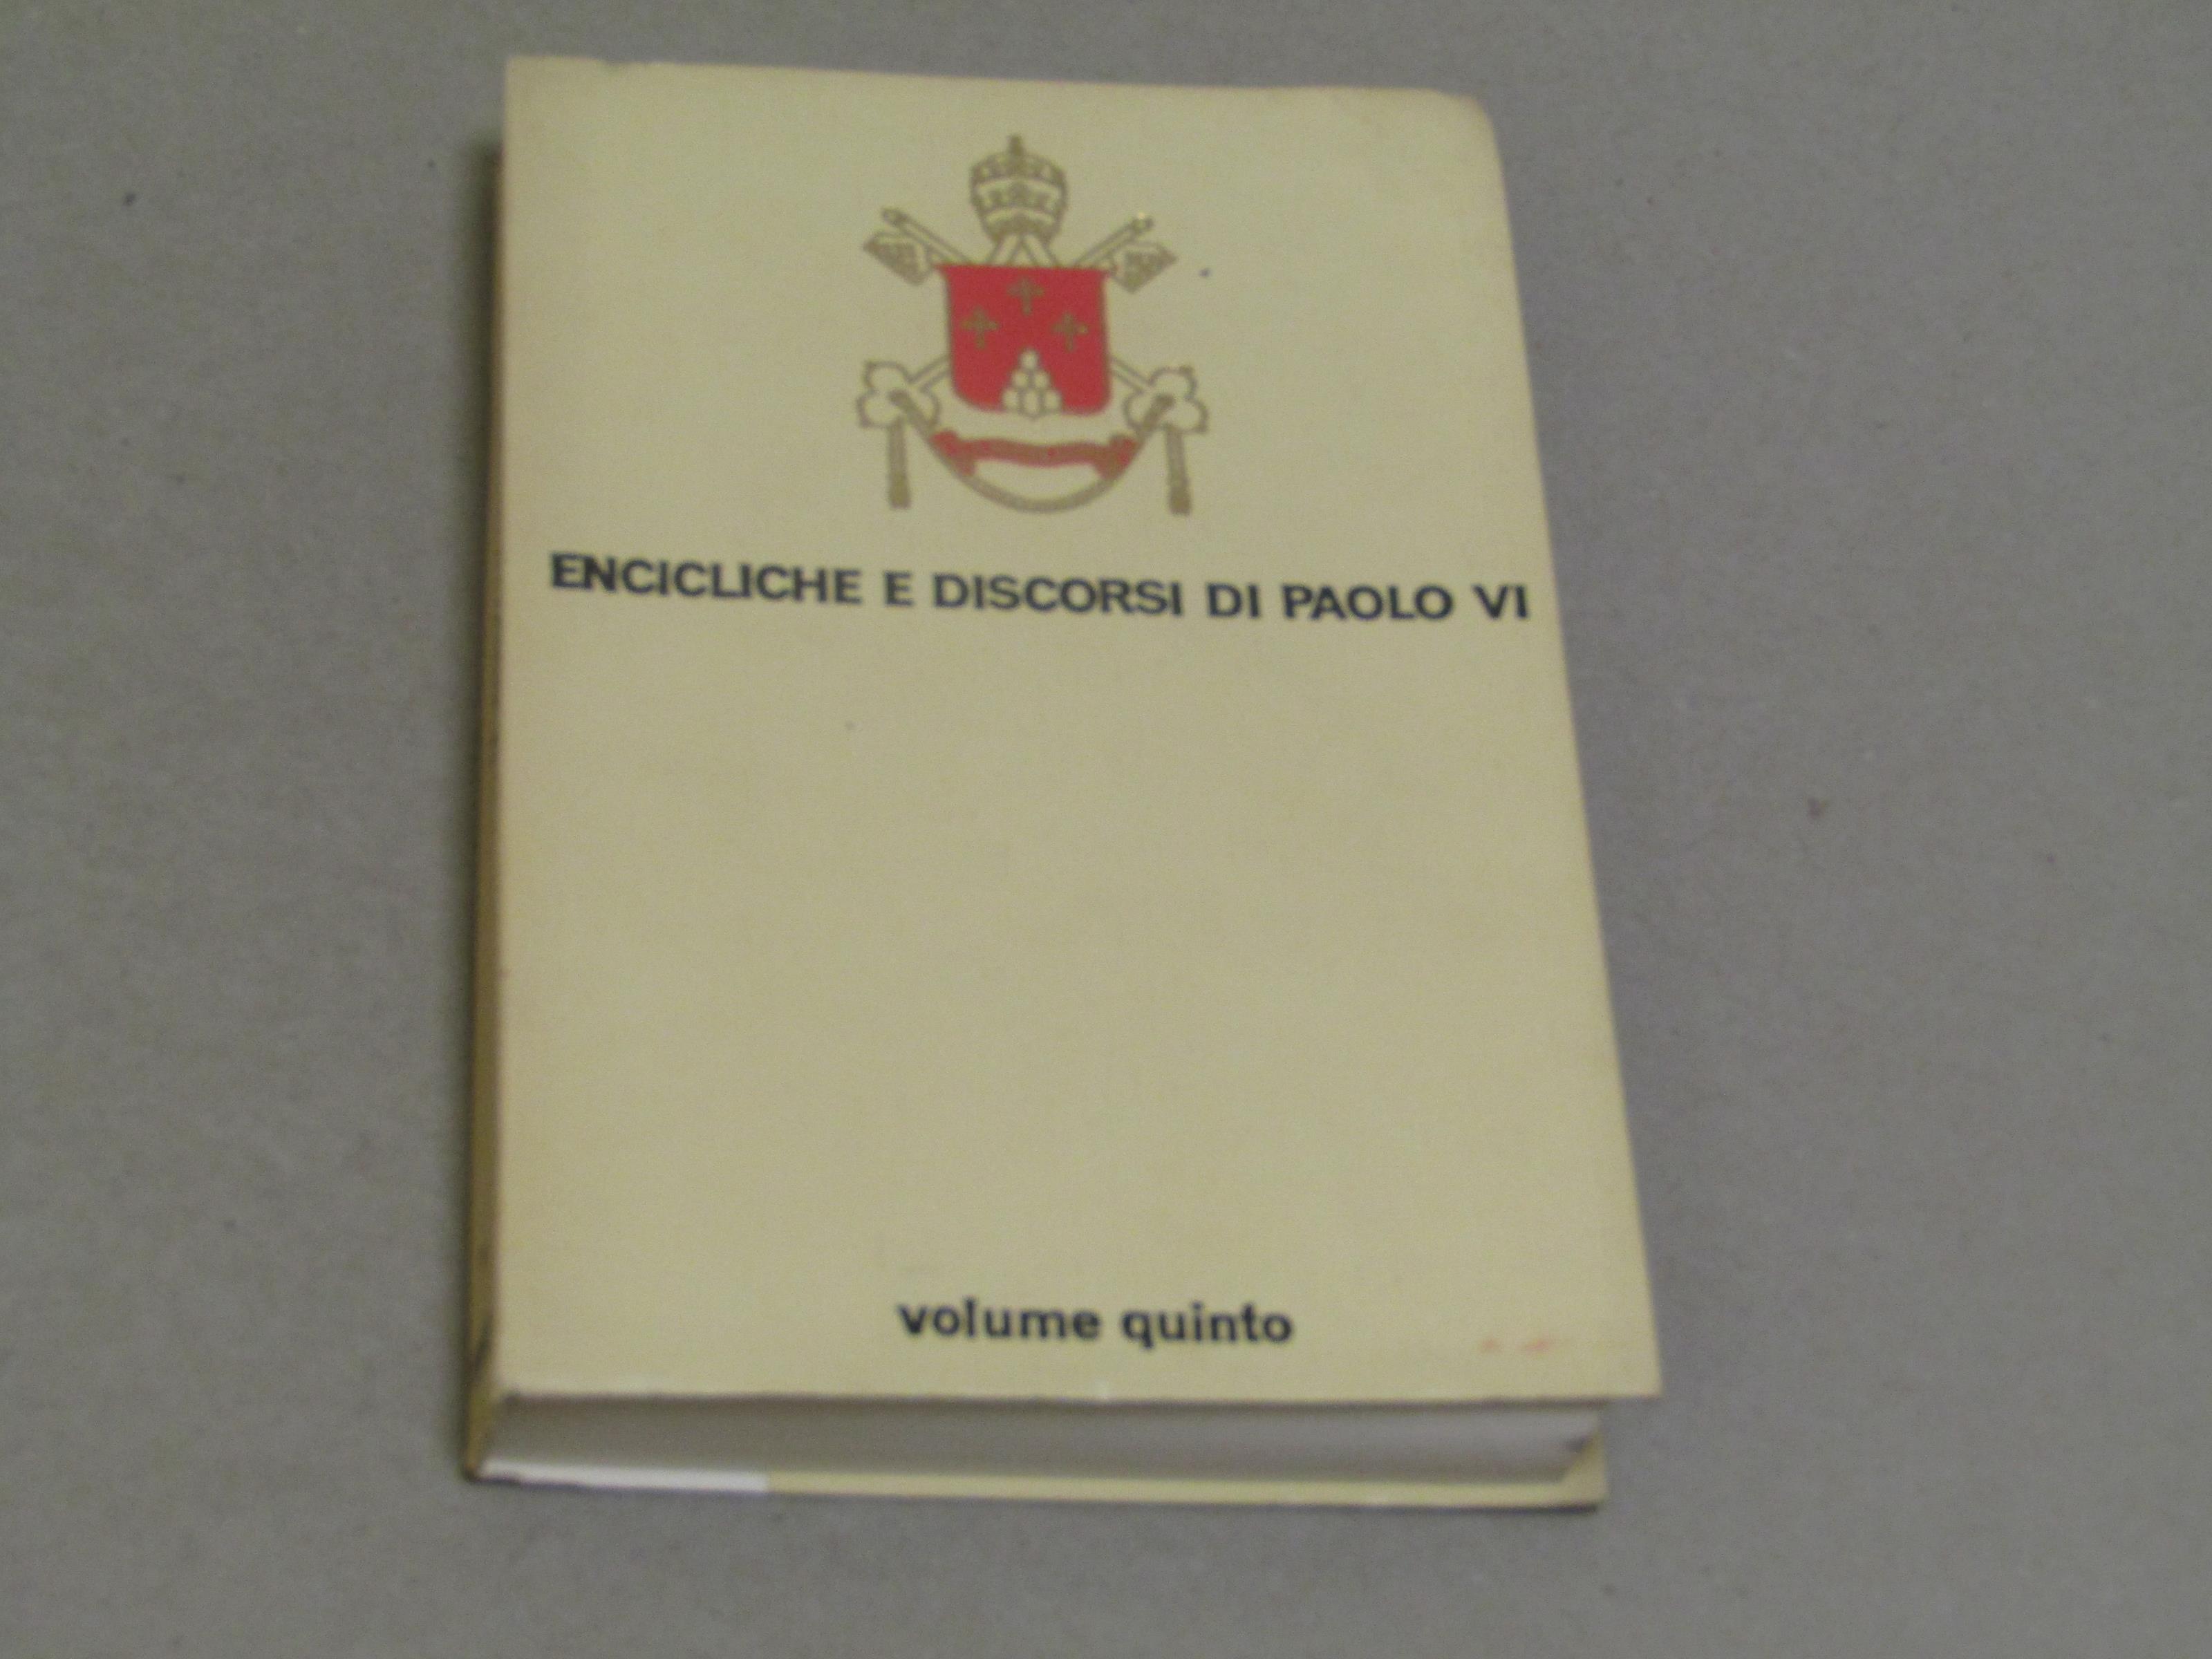 ENCICLICHE E DISCORSI DI PAOLO VI
volume quinto